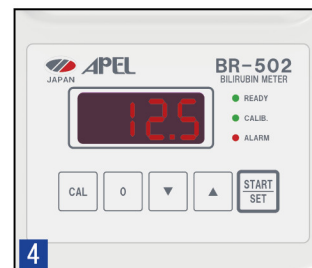 APEL
JAPAN
BR-502
BILIRUBIN METER
12.5
READY
CALIB.
ALARM
CAL
0
▼
▲
START
SET
4